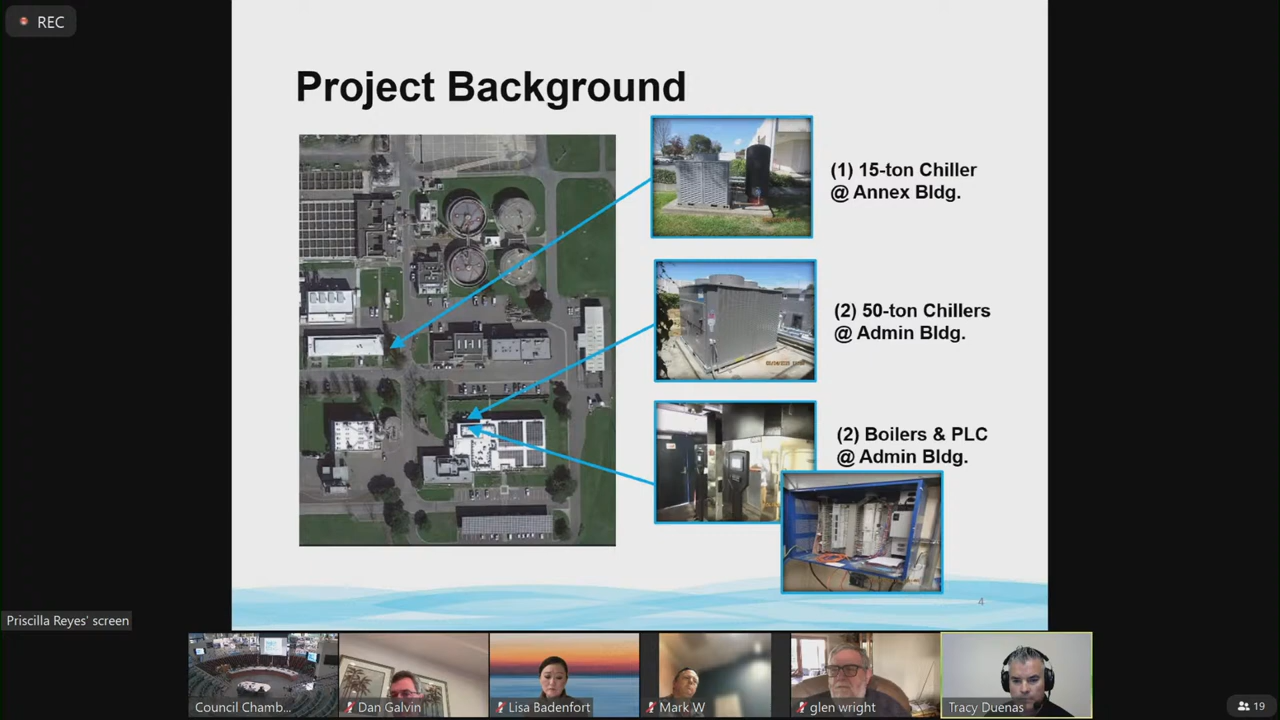 REC
Project Background
(1) 15-ton Chiller
@ Annex Bldg.
(2) 50-ton Chillers
@ Admin Bldg.
(2) Boilers & PLC
@ Admin Bldg.
4
Priscilla Reyes' screen
Council Chamb...
Dan Galvin
Lisa Badenfort
Mark W
glen wright
Tracy Duenas
19